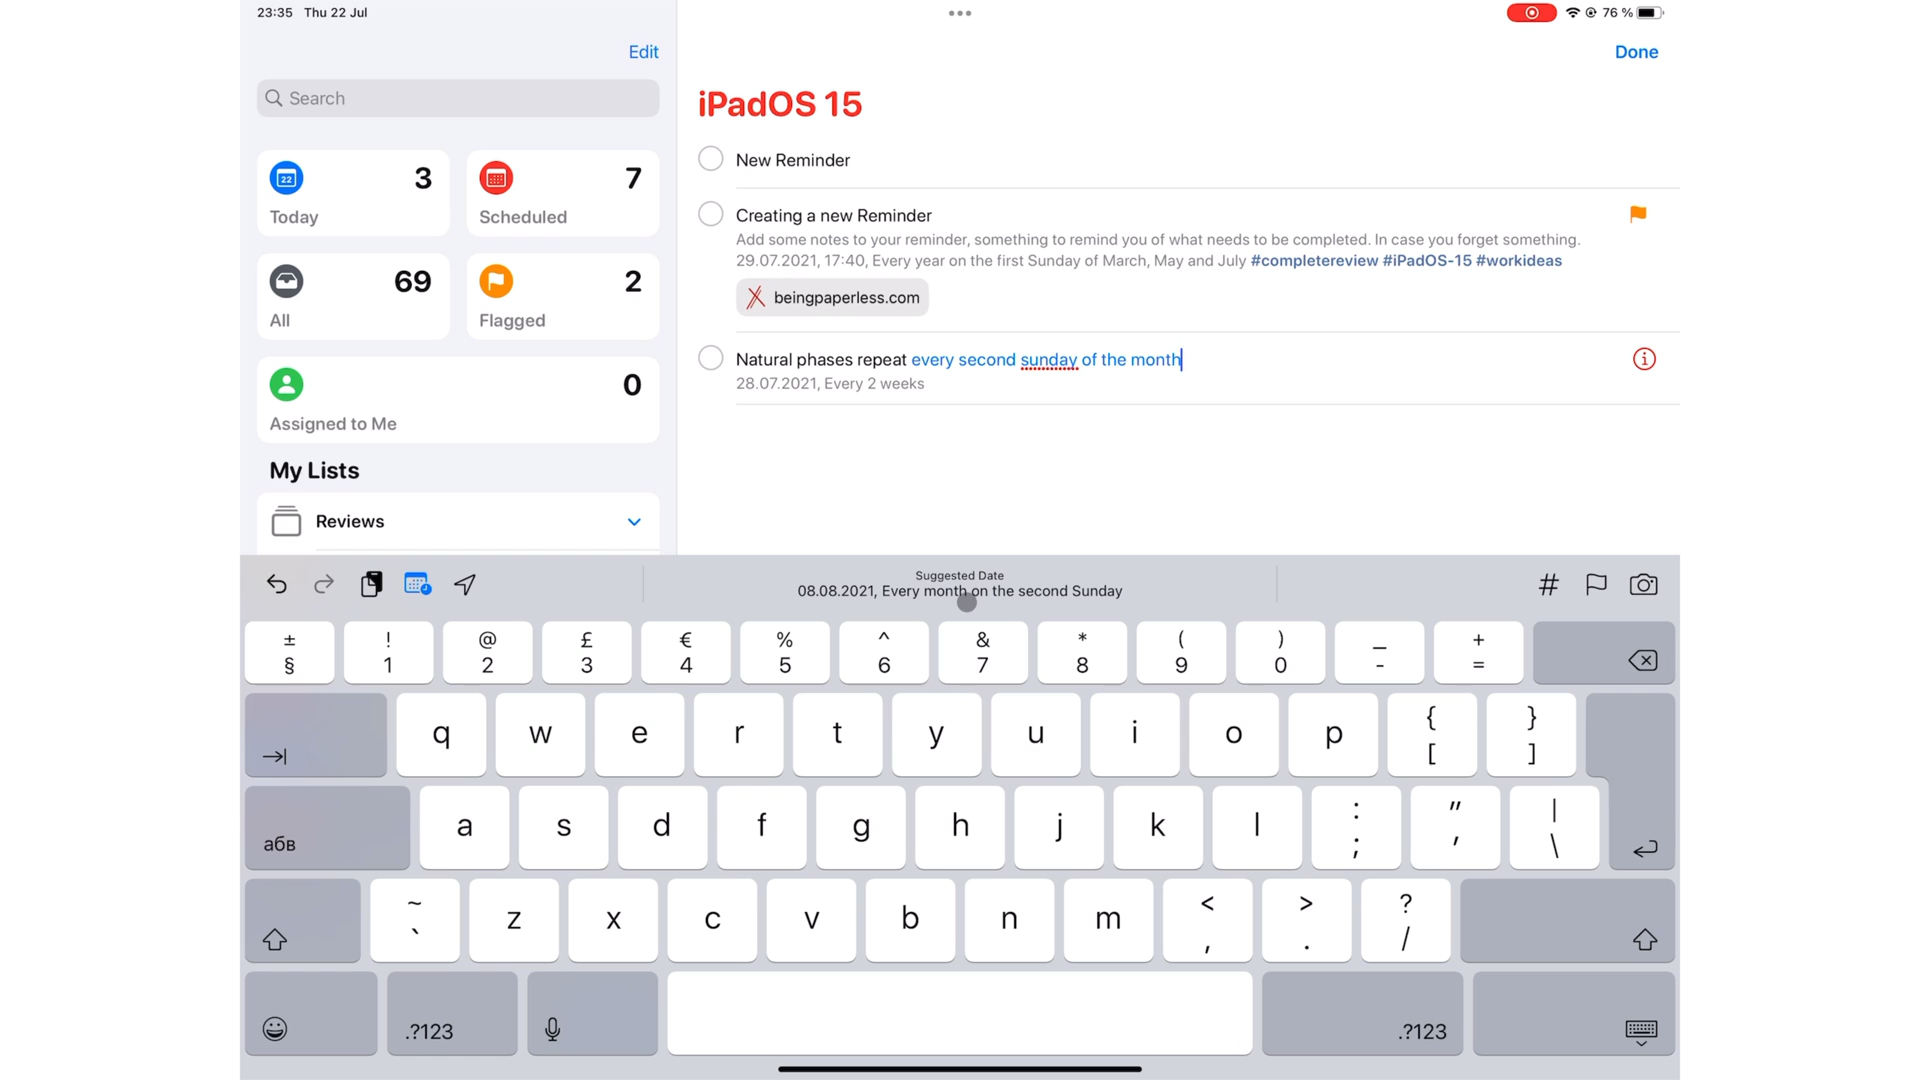 23:35 Thu 22 Jul
76 %
Edit
Done
Search
22
Today
3
Scheduled
7
All
69
Flagged
2
Assigned to Me
0
My Lists
Reviews
iPadOS 15
New Reminder
Creating a new Reminder
Add some notes to your reminder, something to remind you of what needs to be completed. In case you forget something.
29.07.2021, 17:40, Every year on the first Sunday of March, May and July #completereview #iPadOS-15 #workideas
beingpaperless.com
Natural phases repeat every second sunday of the month
28.07.2021, Every 2 weeks
Suggested Date
08.08.2021, Every month on the second Sunday
#
± ! @ £ € % ^ & * ( ) _ +
§ 1 2 3 4 5 6 7 8 9 0 - =
q w e r t y u i o p { }
[ ]
абв a s d f g h j k l : " |
; ' \
~ z x c v b n m < > ?
` , . /
.?123 .?123